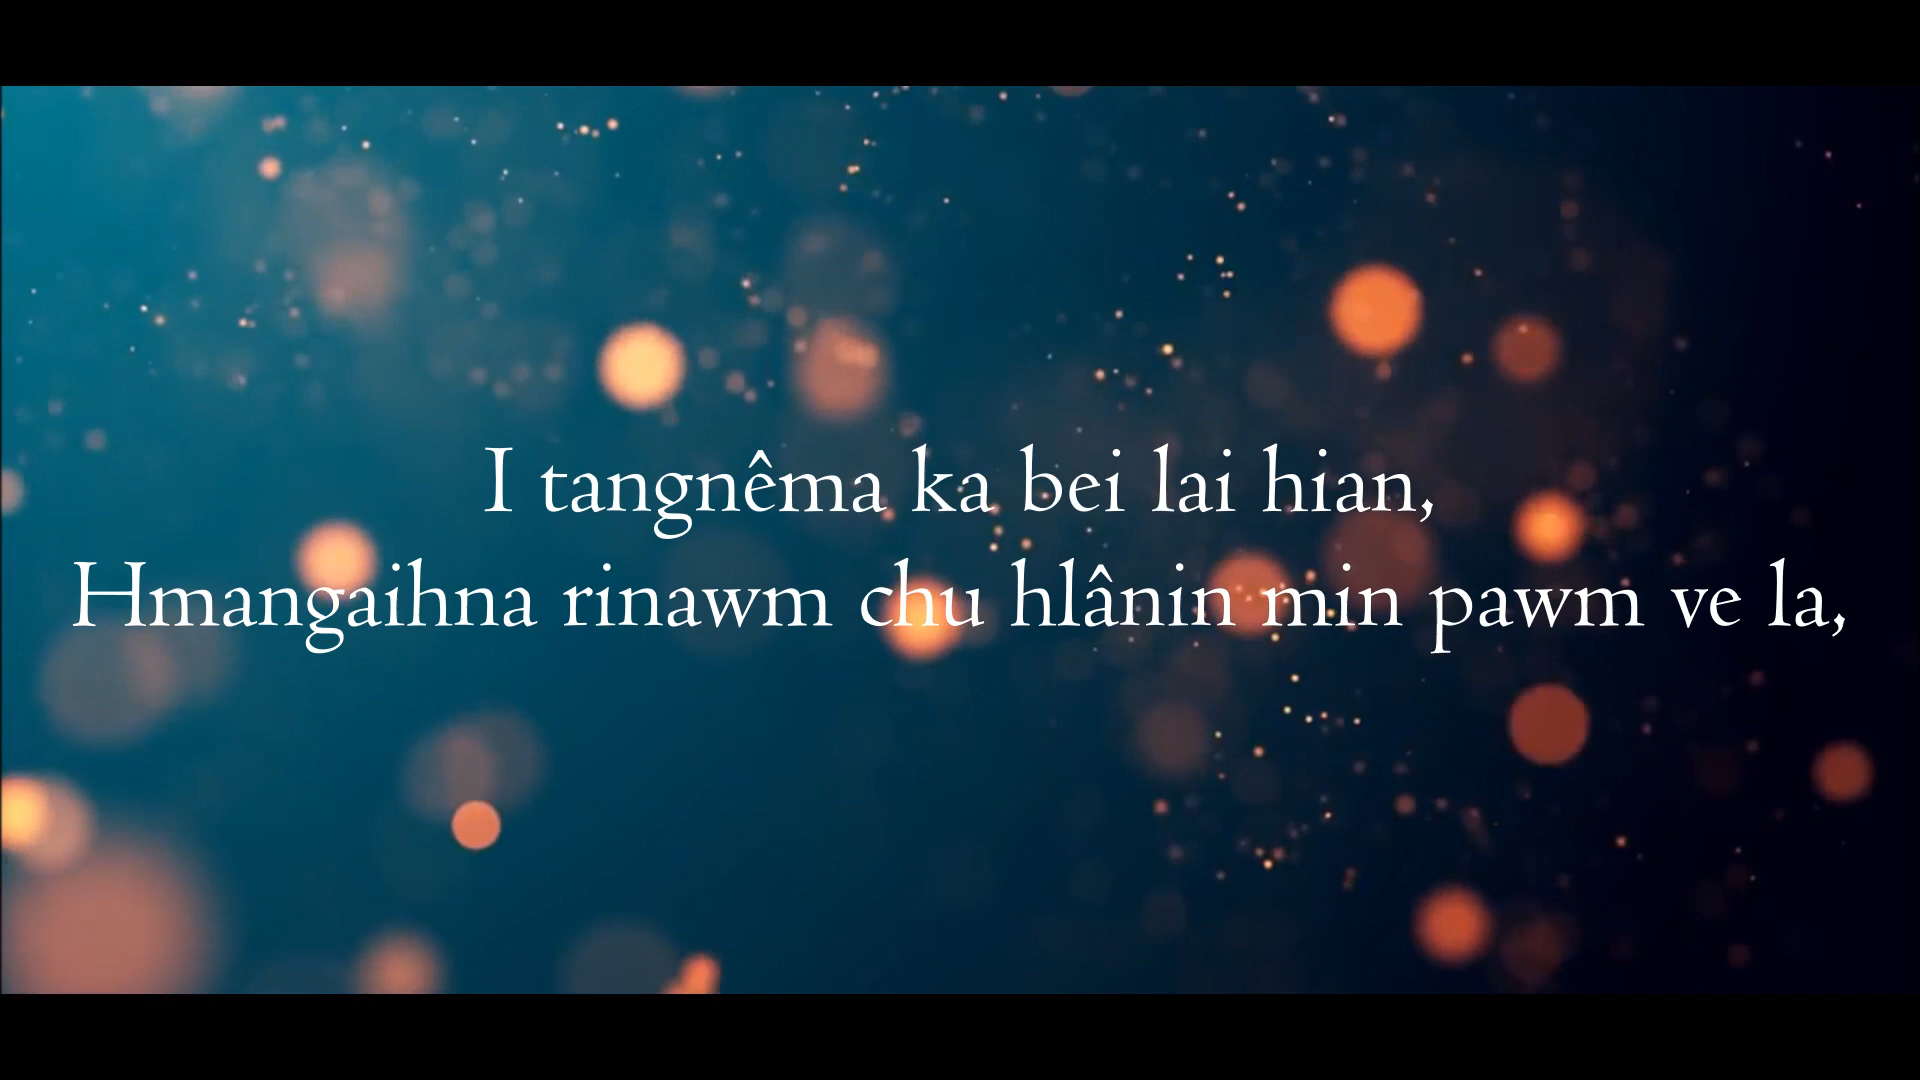 I tangnêma ka bei lai hian,
Hmangaihna rinawm chu hlânin min pawm ve la,